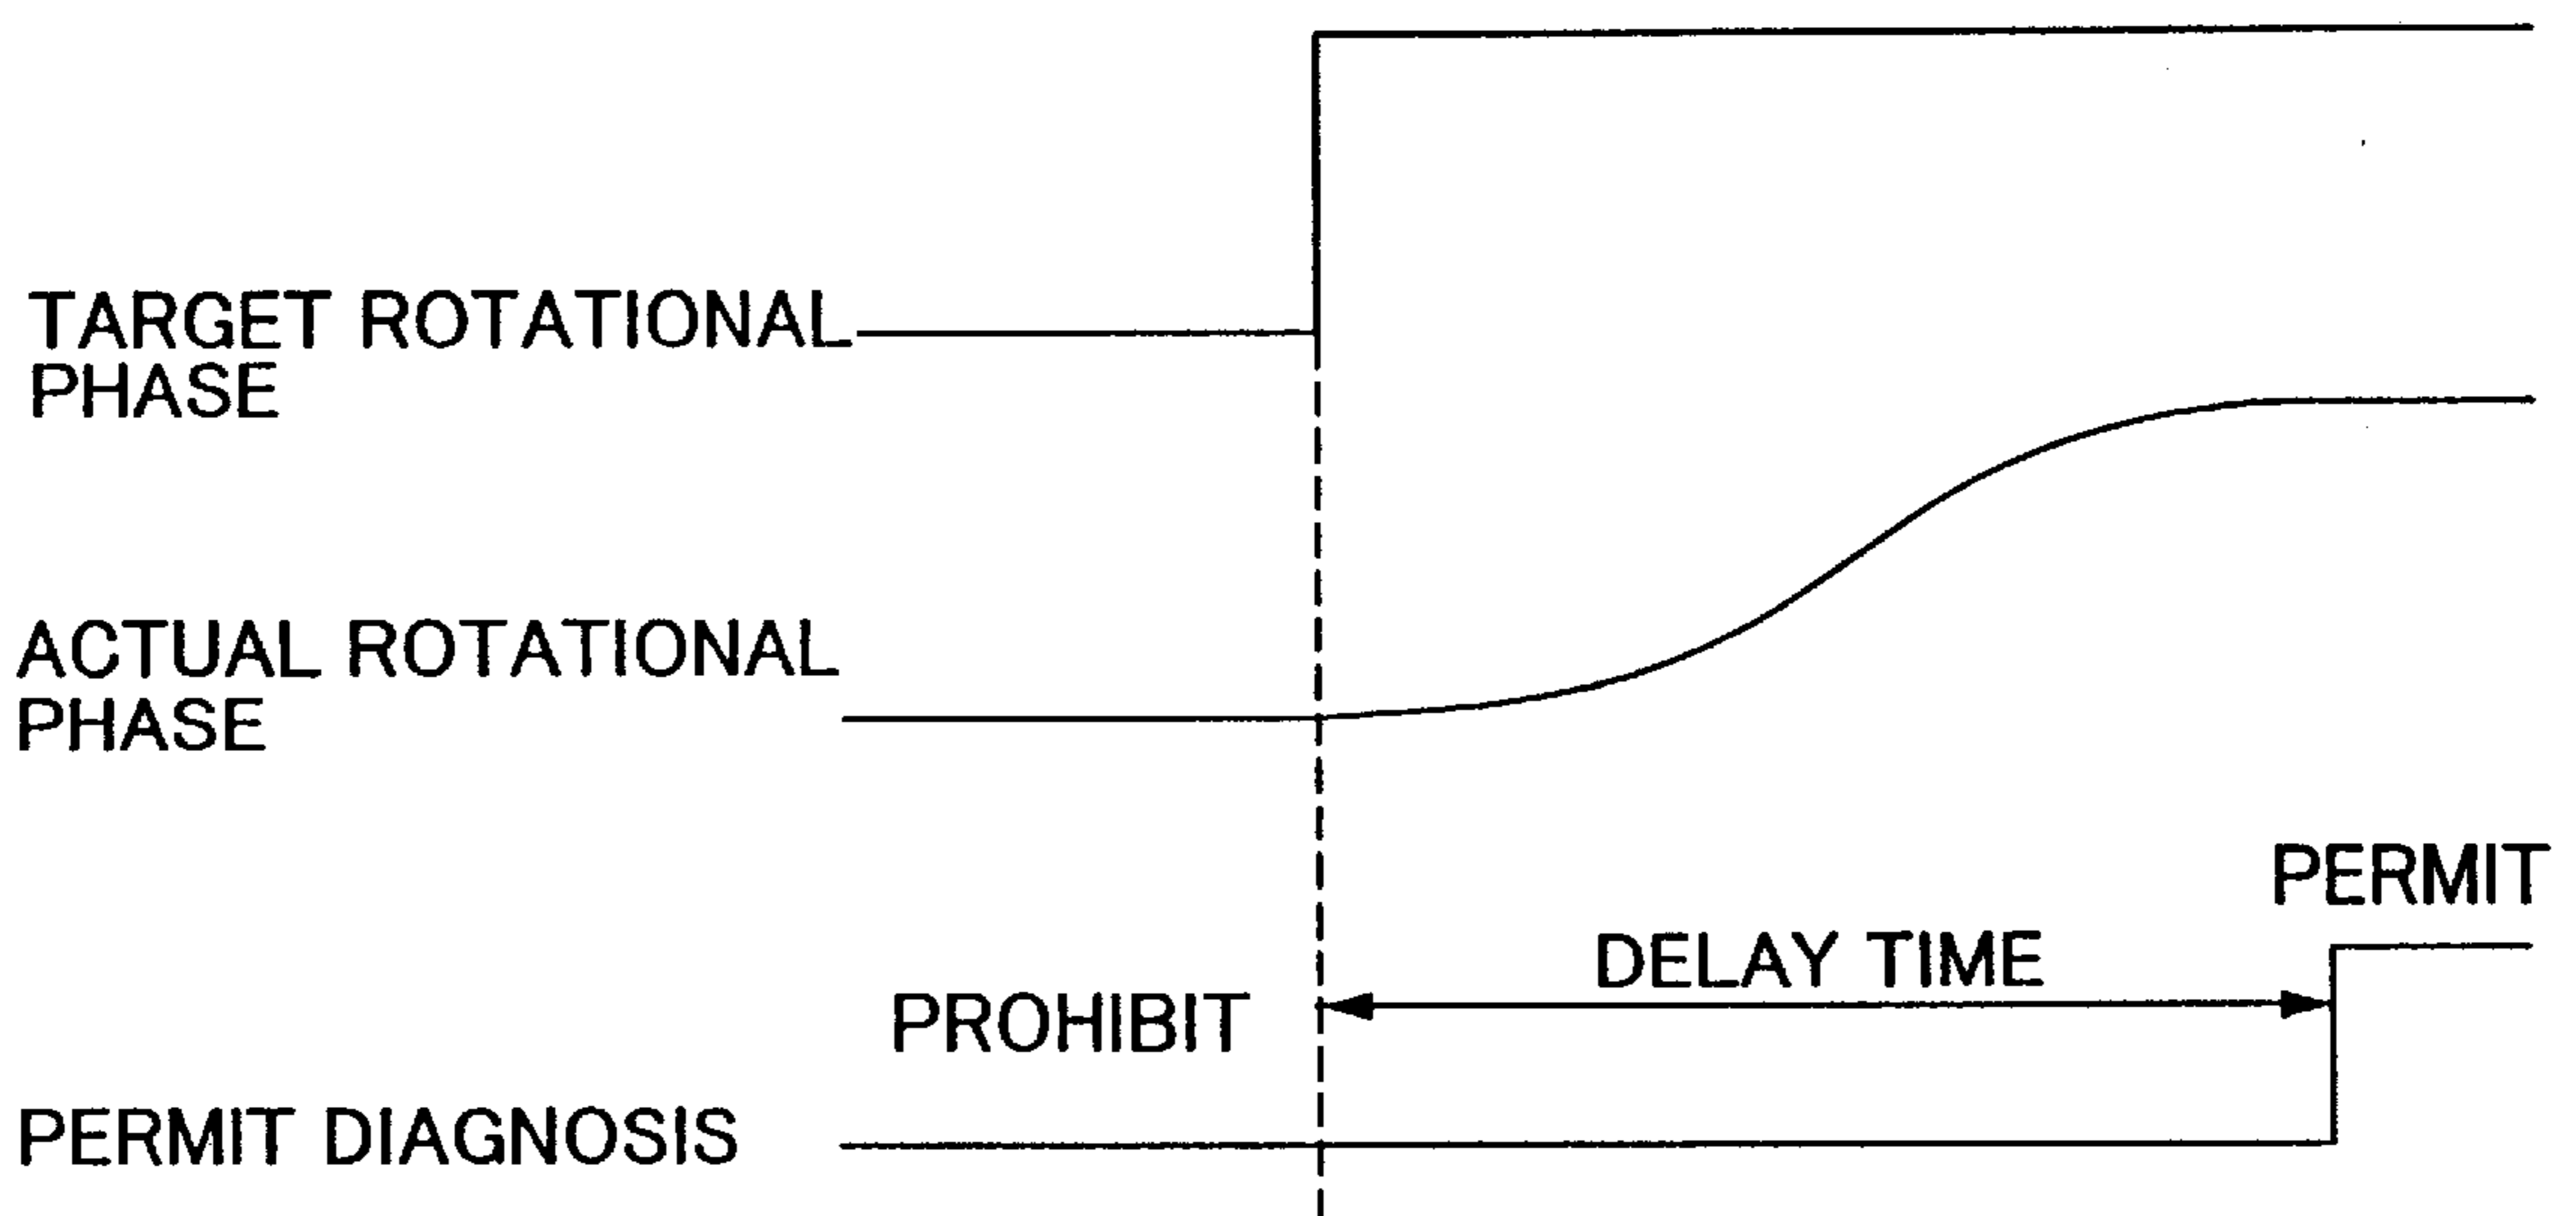 TARGET ROTATIONAL
PHASE
ACTUAL ROTATIONAL
PHASE
PERMIT
DELAY TIME
PROHIBIT
PERMIT DIAGNOSIS